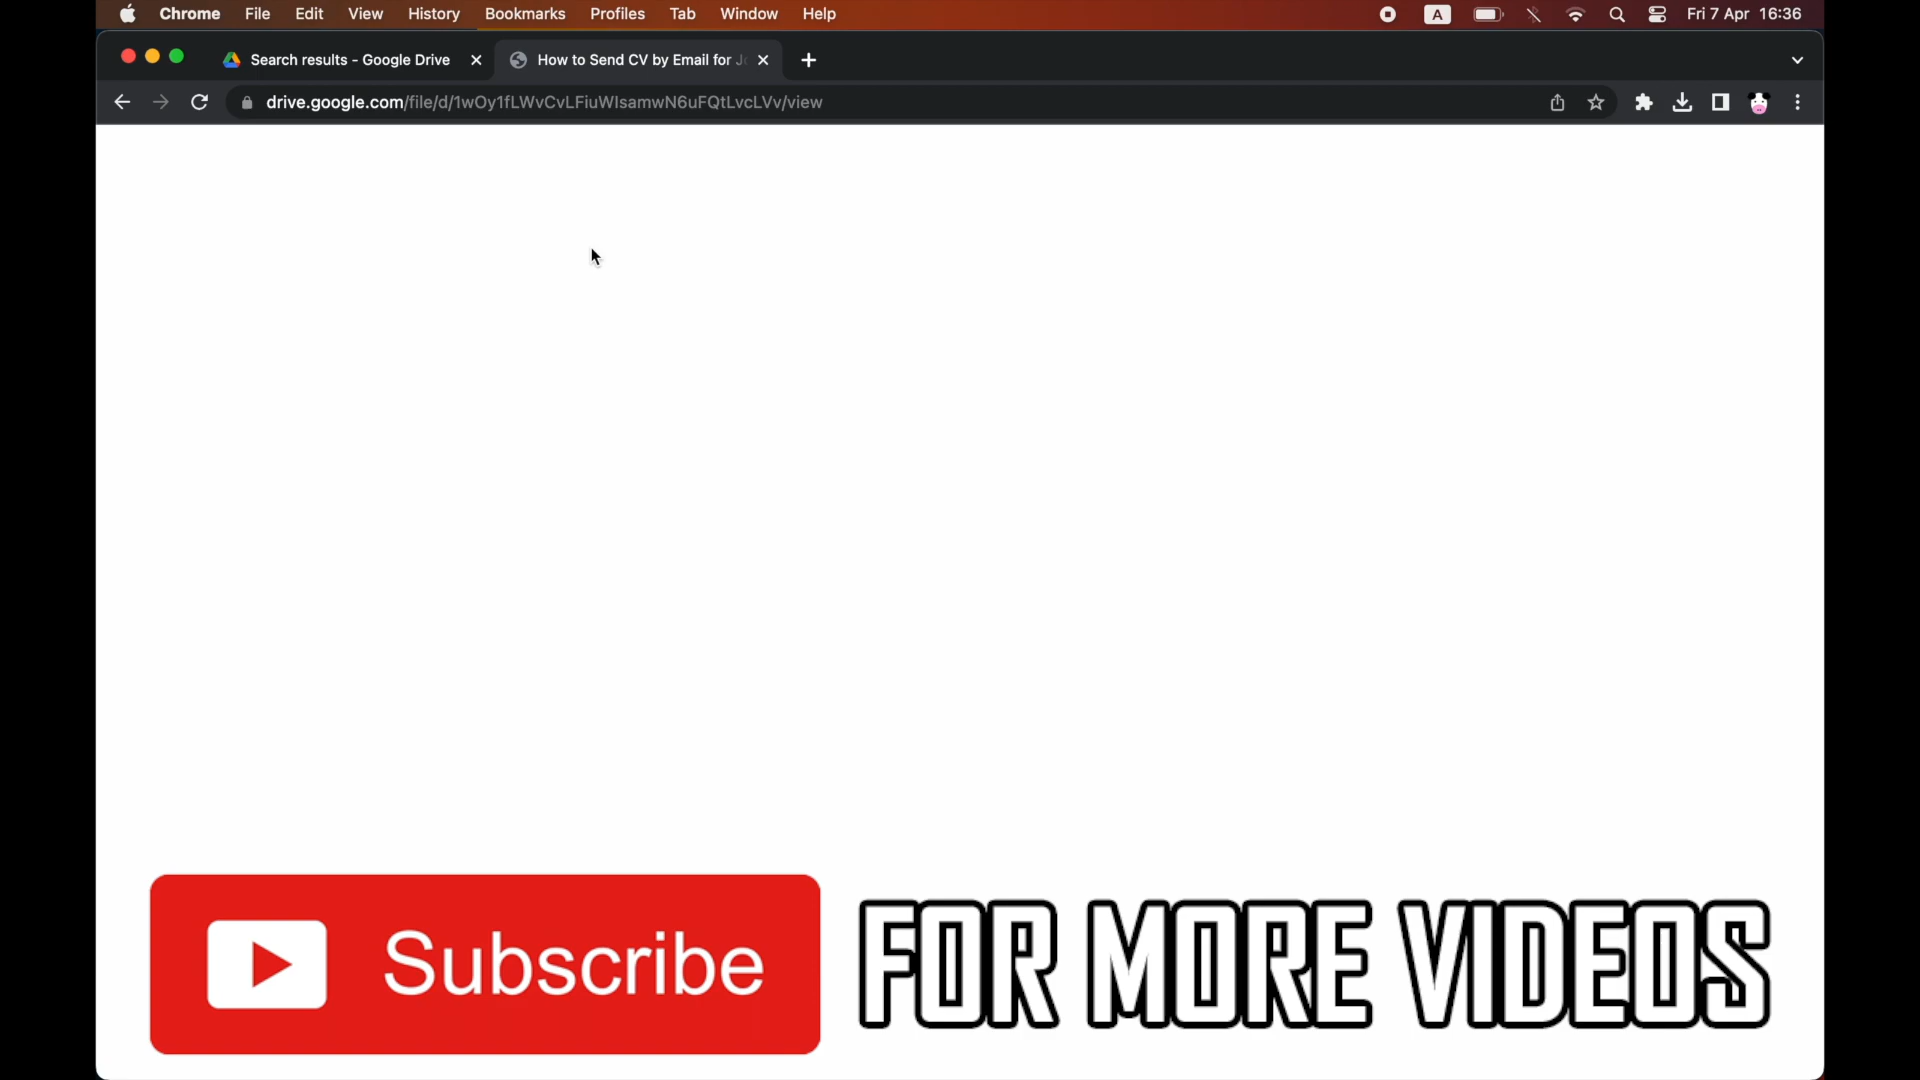 Chrome File Edit View History Bookmarks Profiles Tab Window Help A Fri 7 Apr 16:36
Search results - Google Drive How to Send CV by Email for
drive.google.com/file/d/1wOy1fLWvCvLFiuWIsamwN6uFQtLvcLVv/view
Subscribe FOR MORE VIDEOS